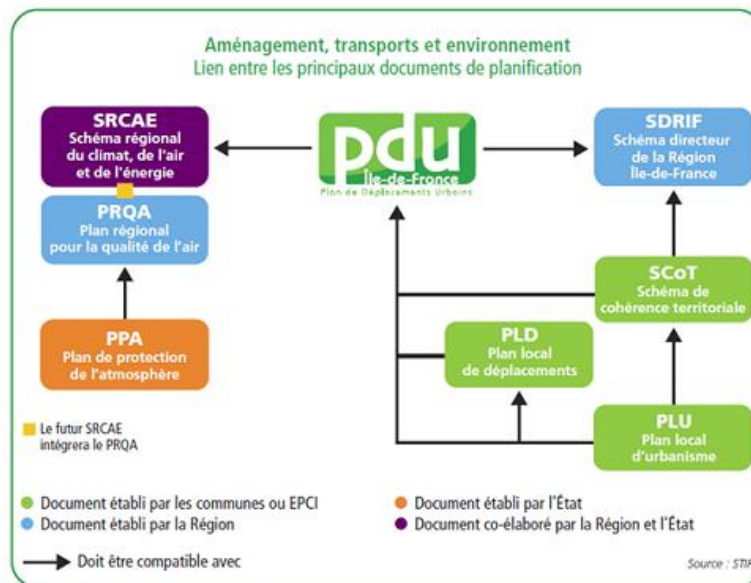 Aménagement, transports et environnement
Lien entre les principaux documents de planification
SRCAE
Schéma régional
du climat, de l'air
et de l'énergie
pdu
Île-de-France
Plan de Déplacements Urbains
SDRIF
Schéma directeur
de la Région
Île-de-France
PRQA
Plan régional
pour la qualité de l'air
SCoT
Schéma de
cohérence territoriale
PPA
Plan de protection
de l'atmosphère
PLD
Plan local
de déplacements
PLU
Plan local
d'urbanisme
Le futur SRCAE
intégrera le PRQA
Document établi par les communes ou EPCI
Document établi par l'État
Document établi par la Région
Document co-élaboré par la Région et l'État
Doit être compatible avec
Source : STIF